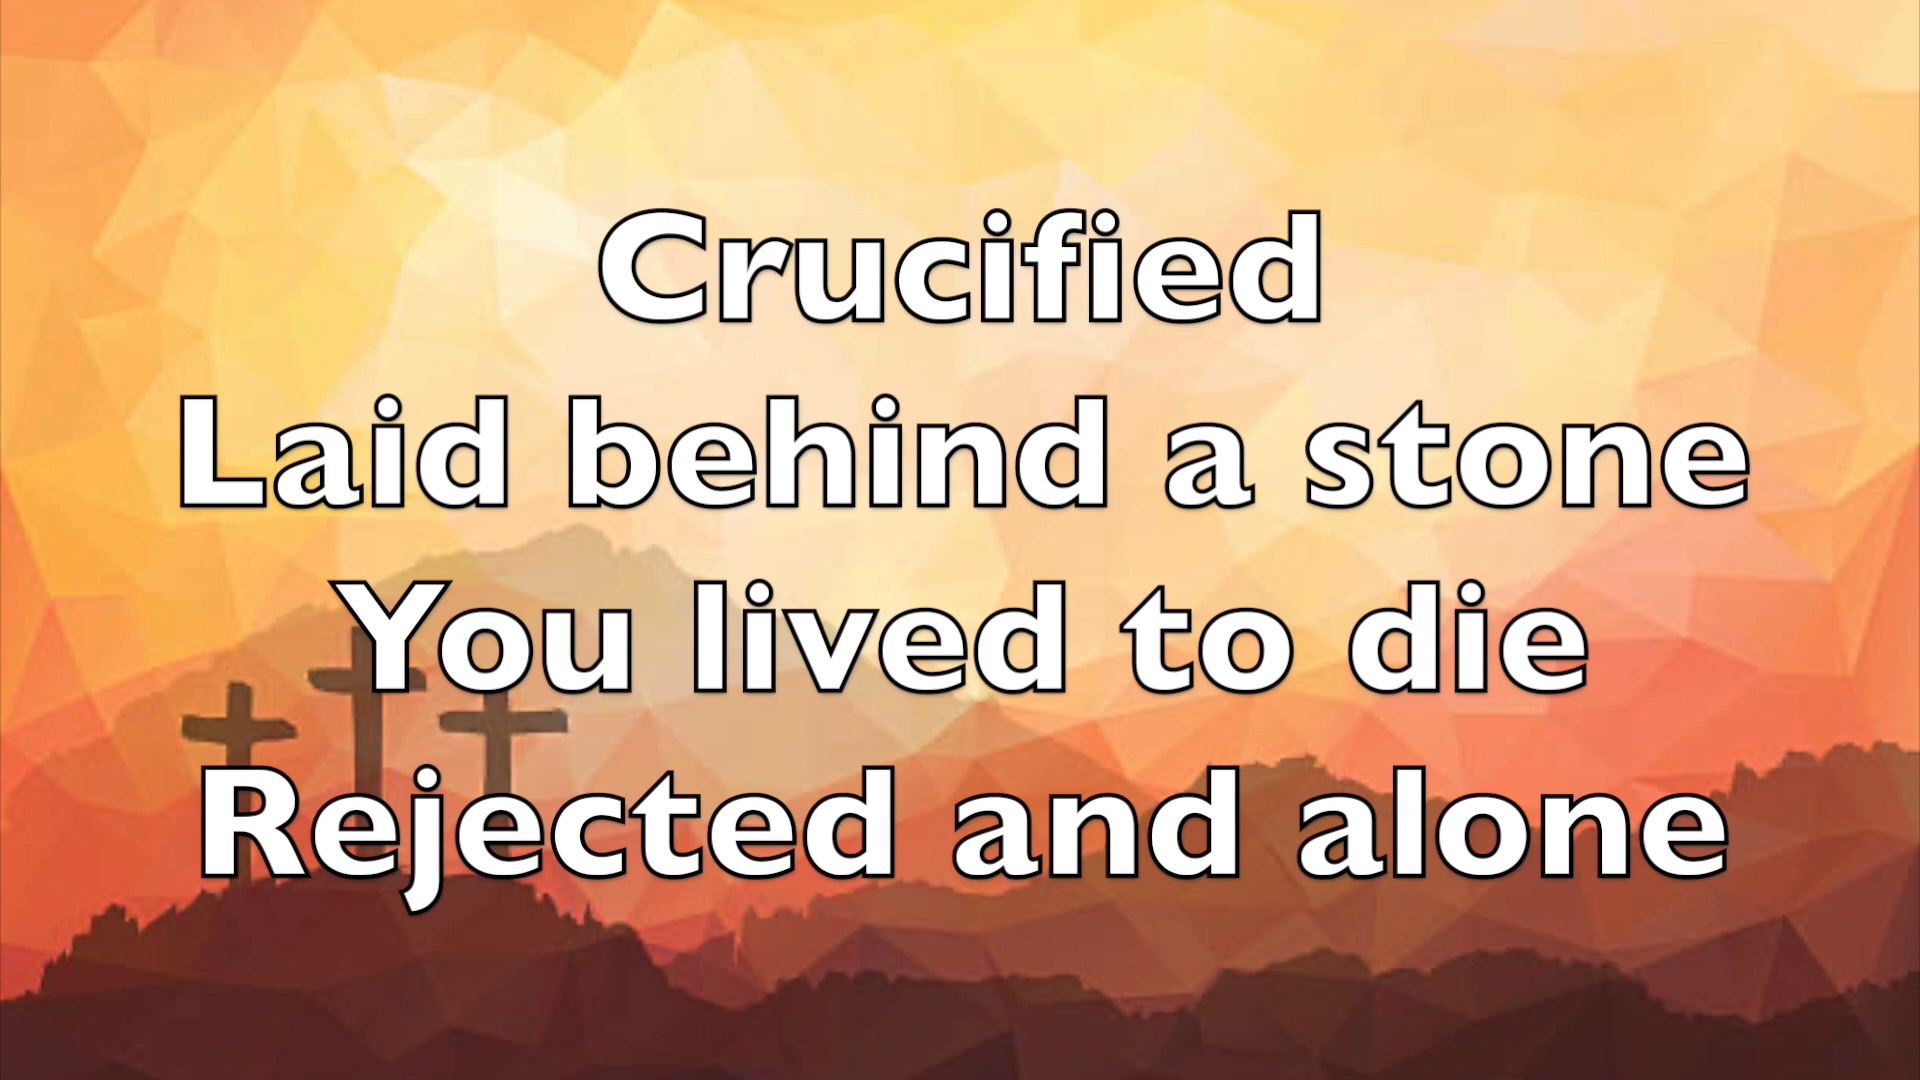 Crucified
Laid behind a stone
You lived to die
Rejected and alone